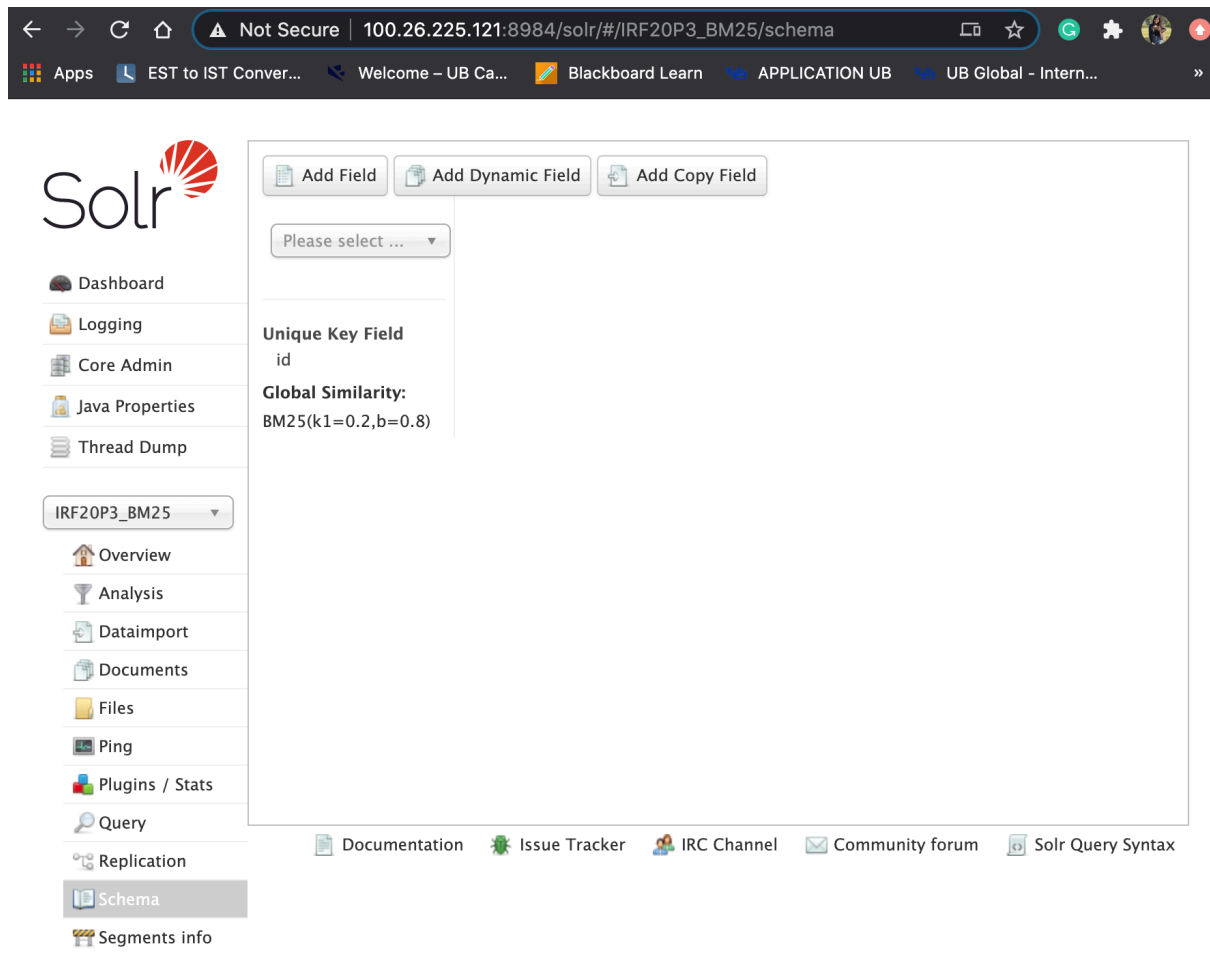 Not Secure | 100.26.225.121:8984/solr/#/IRF20P3_BM25/schema
Apps EST to IST Conver... Welcome – UB Ca... Blackboard Learn APPLICATION UB UB Global - Intern... »
Solr
Add Field Add Dynamic Field Add Copy Field
Please select ...
Unique Key Field
id
Global Similarity:
BM25(k1=0.2,b=0.8)
Dashboard
Logging
Core Admin
Java Properties
Thread Dump
IRF20P3_BM25
Overview
Analysis
Dataimport
Documents
Files
Ping
Plugins / Stats
Query
Replication
Schema
Segments info
Documentation Issue Tracker IRC Channel Community forum Solr Query Syntax